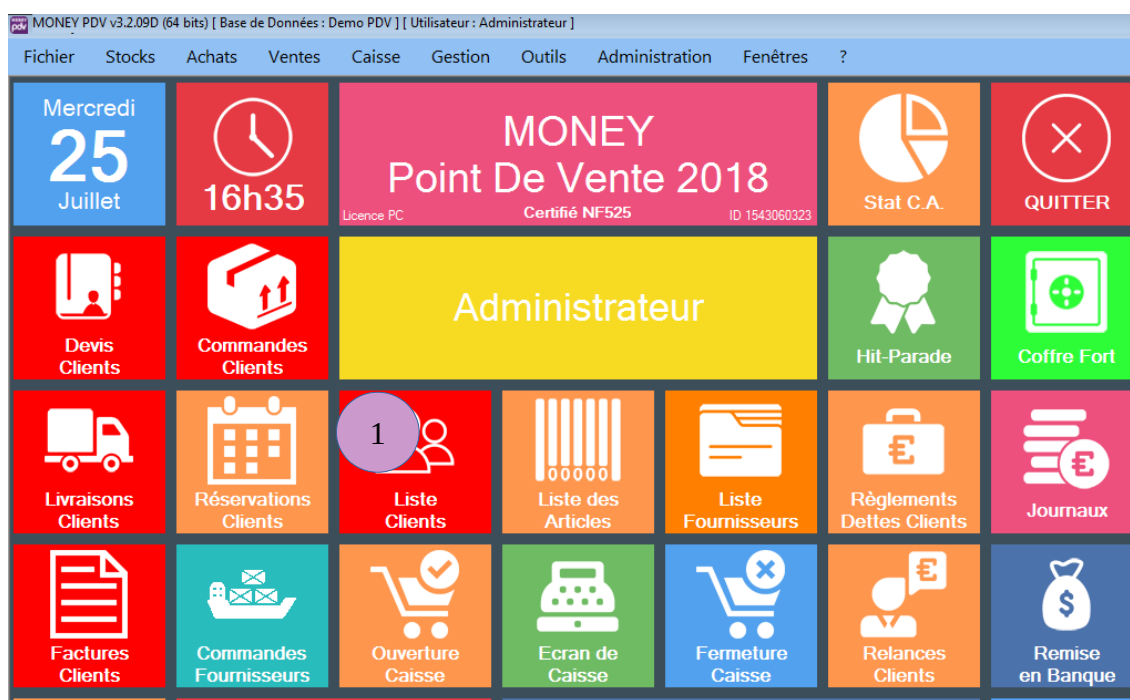 MONEY PDV v3.2.09D (64 bits) [ Base de Données : Demo PDV ] [ Utilisateur : Administrateur ]
Fichier Stocks Achats Ventes Caisse Gestion Outils Administration Fenêtres ?
Mercredi
25
Juillet
16h35
MONEY
Point De Vente 2018
Licence PC Certifié NF525 ID 1543060323
Stat C.A.
QUITTER
Devis
Clients
Commandes
Clients
Administrateur
Hit-Parade
Coffre Fort
Livraisons
Clients
Réservations
Clients
1
Liste
Clients
00000
Liste des
Articles
Liste
Fournisseurs
€
Règlements
Dettes Clients
€
Journaux
Factures
Clients
Commandes
Fournisseurs
Ouverture
Caisse
Ecran de
Caisse
Fermeture
Caisse
€
Relances
Clients
$
Remise
en Banque